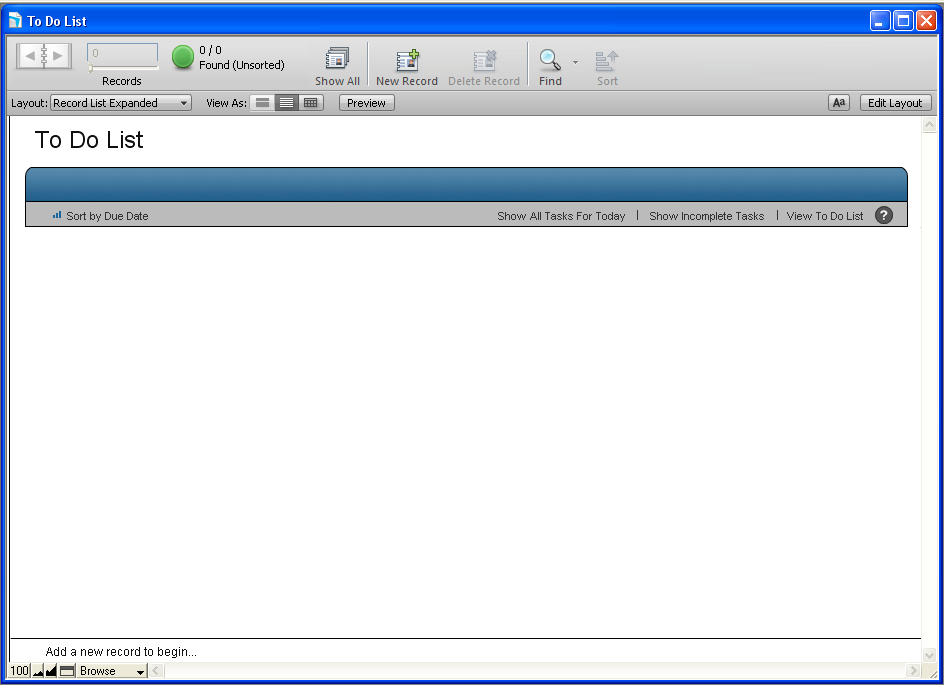 To Do List
0 0 / 0
Found (Unsorted)
Records Show All New Record Delete Record Find Sort
Layout: Record List Expanded View As: Preview Aa Edit Layout
To Do List
Sort by Due Date Show All Tasks For Today | Show Incomplete Tasks | View To Do List ?
Add a new record to begin...
100 Browse